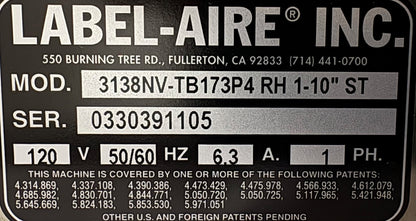 LABEL-AIRE® INC.
550 BURNING TREE RD., FULLERTON, CA 92833 (714) 441-0700
MOD. 3138NV-TB173P4 RH 1-10" ST
SER. 0330391105
120 V 50/60 HZ 6.3 A. 1 PH.
THIS MACHINE IS COVERED BY ONE OR MORE OF THE FOLLOWING PATENTS:
4.314.869, 4.337.108, 4.390.386, 4.473.429, 4.475.978. 4.566.933, 4.612.079,
4.685.982, 4.830.701, 4.844.771. 5.060.720, 5.050.725, 5.117.965, 5.421.948,
5.645.669, 5.824.183, 5.853.530, 5.971.051
OTHER U.S. AND FOREIGN PATENTS PENDING